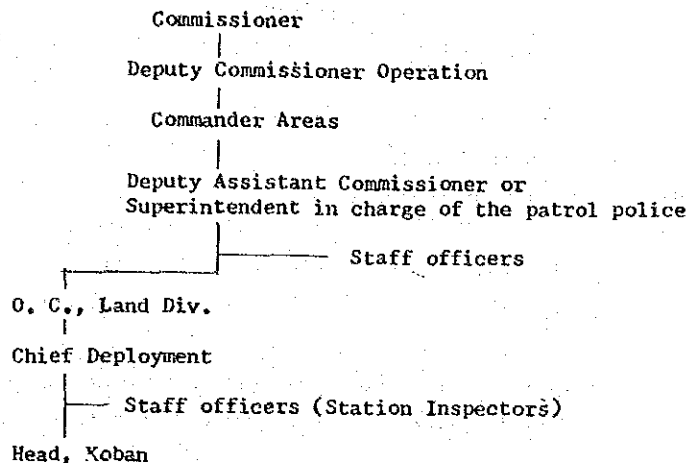 Commissioner
Deputy Commissioner Operation
Commander Areas
Deputy Assistant Commissioner or
Superintendent in charge of the patrol police
Staff officers
O. C., Land Div.
Chief Deployment
Staff officers (Station Inspectors)
Head, Koban